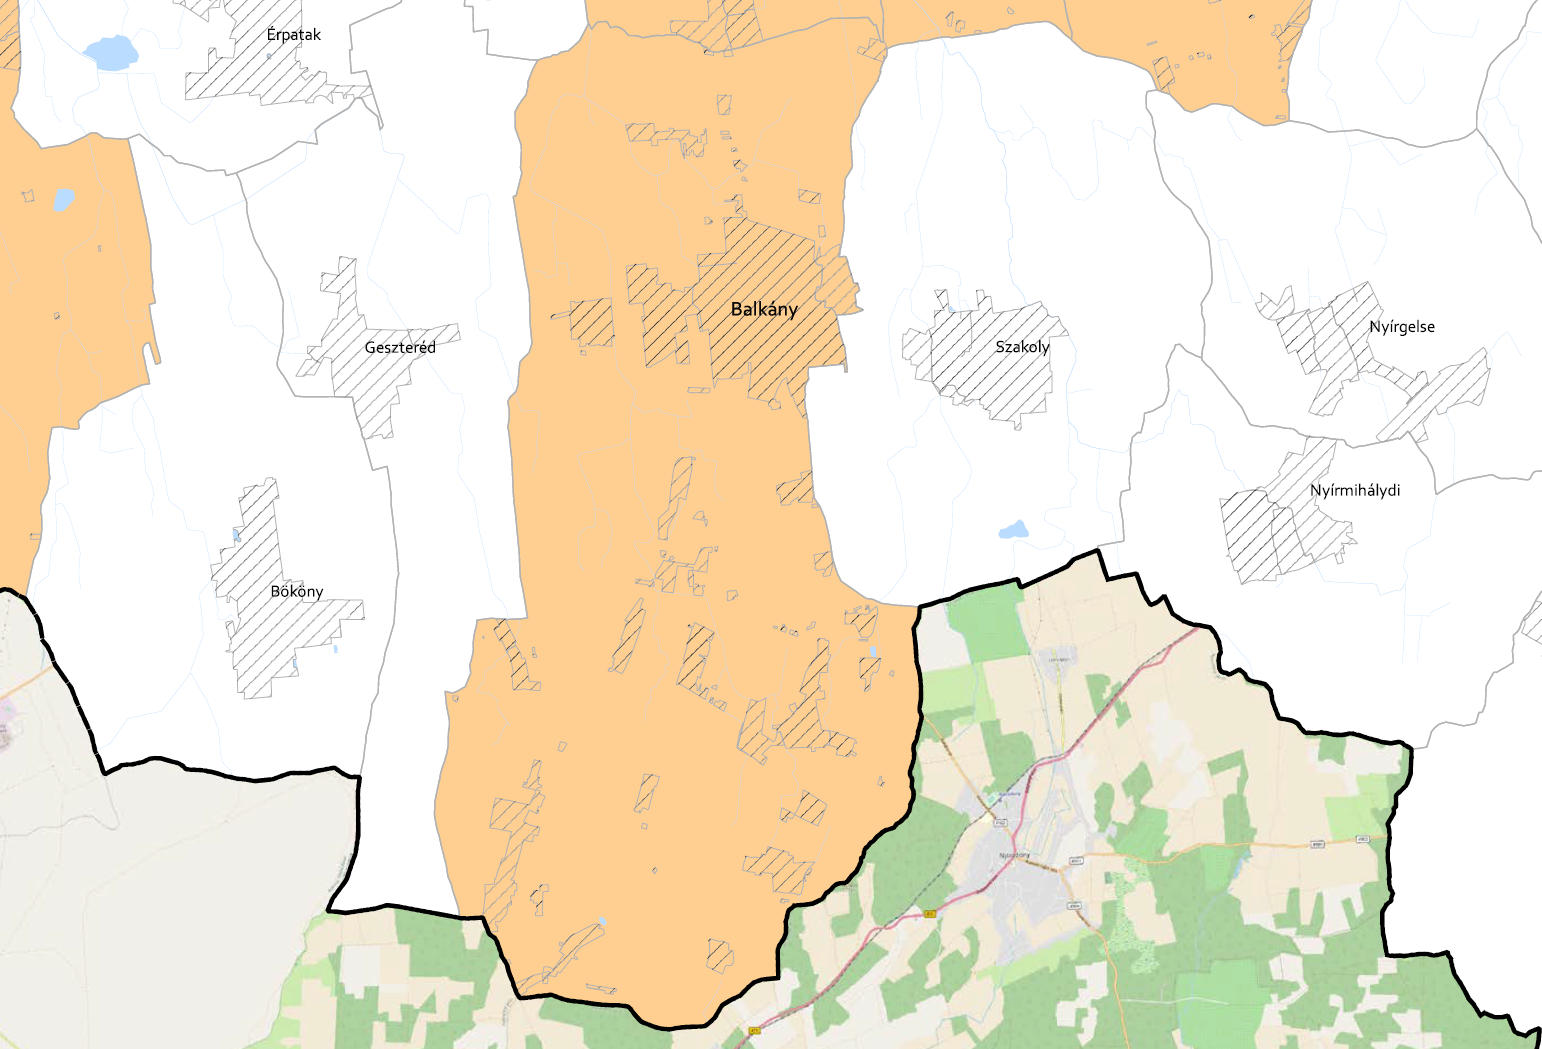 Érpatak
Balkány
Geszteréd
Szakoly
Nyírgelse
Nyírmihálydi
Bököny